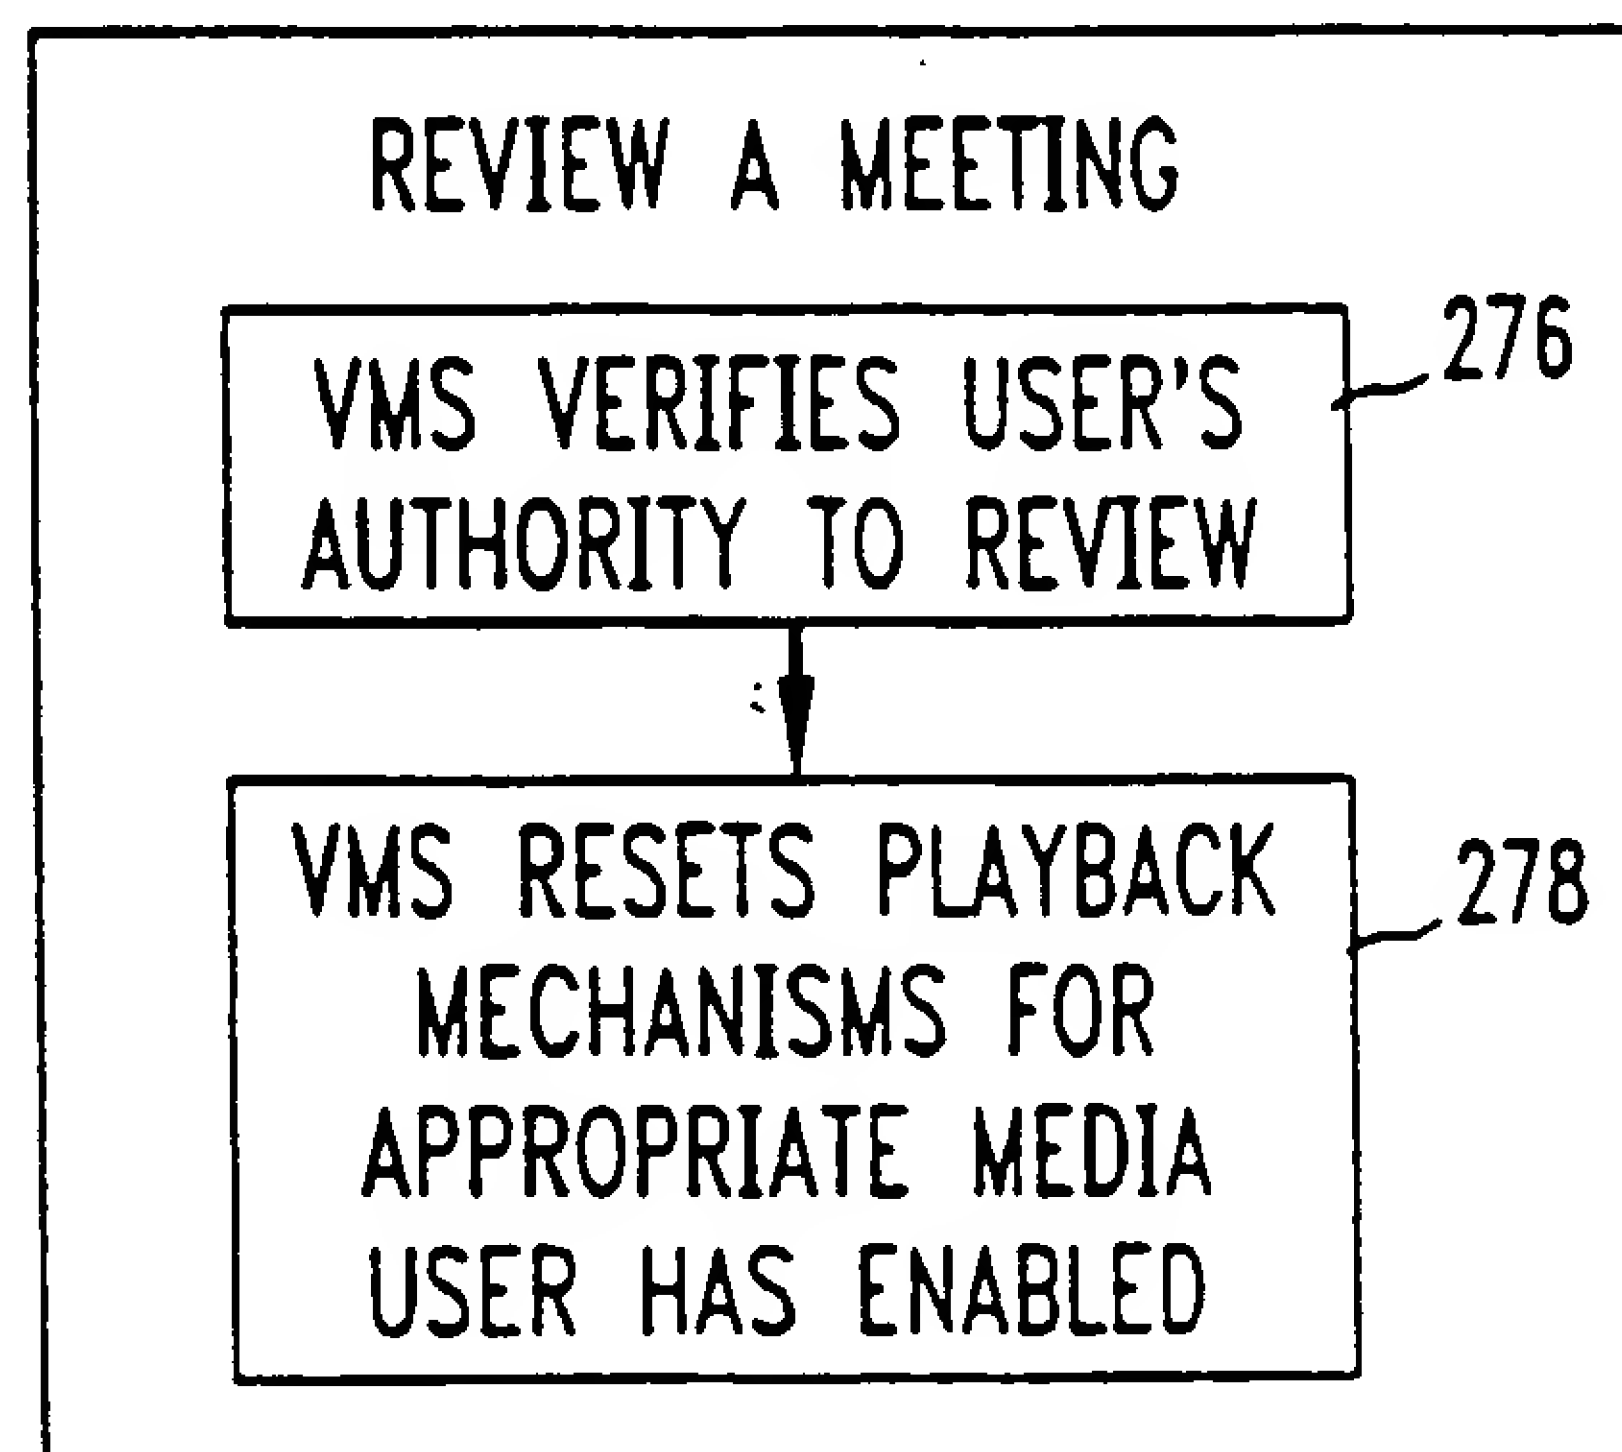 REVIEW A MEETING
276
VMS VERIFIES USER'S
AUTHORITY TO REVIEW
278
VMS RESETS PLAYBACK
MECHANISMS FOR
APPROPRIATE MEDIA
USER HAS ENABLED